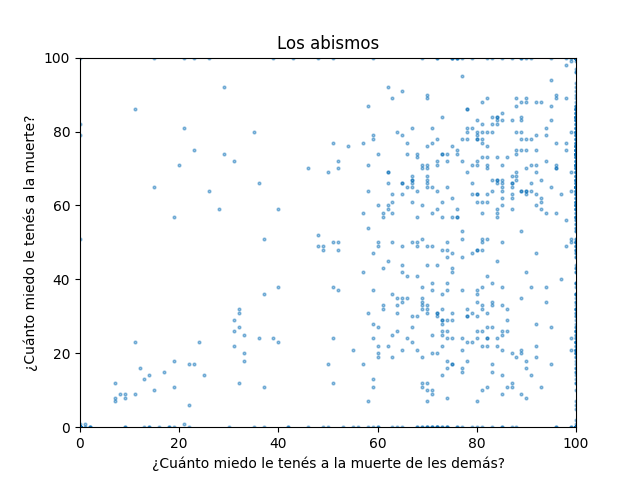 Los abismos
100
80
60
40
20
0
¿Cuánto miedo le tenés a la muerte?
0 20 40 60 80 100
¿Cuánto miedo le tenés a la muerte de les demás?